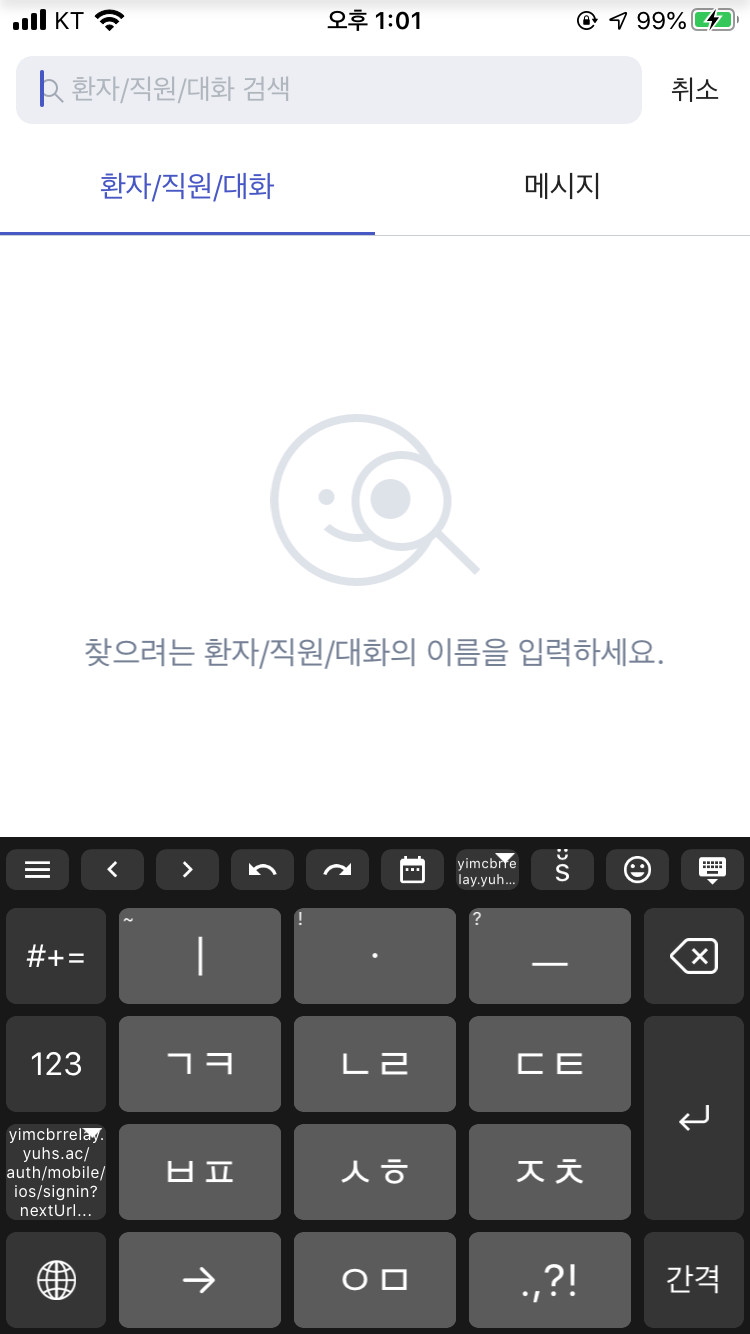 KT 오후 1:01 99%
환자/직원/대화 검색 취소
환자/직원/대화 메시지
찾으려는 환자/직원/대화의 이름을 입력하세요.
yimcbrre
lay.yuh... S
#+= ~ ㅣ ! · ? ㅡ
123 ㄱㅋ ㄴㄹ ㄷㅌ
yimcbrrelay.
yuhs.ac/
auth/mobile/
ios/signin?
nextUrl...
ㅂㅍ ㅅㅎ ㅈㅊ
→ ㅇㅁ .,?! 간격